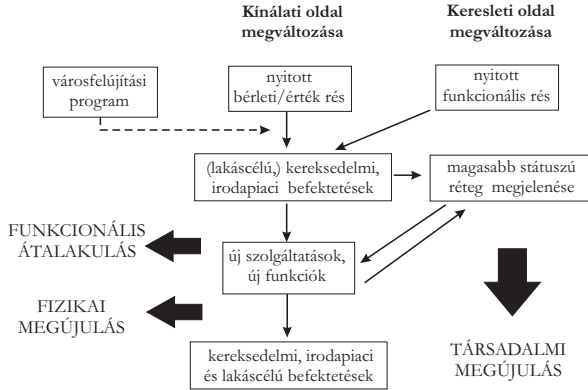 Kínálati oldal
megváltozása
Keresleti oldal
megváltozása
városfelújítási
program
nyitott
bérleti/érték rés
nyitott
funkcionális rés
(lakáscélú,) kereksedelmi,
irodapiaci befektetések
magasabb státuszú
réteg megjelenése
FUNKCIONÁLIS
ÁTALAKULÁS
új szolgáltatások,
új funkciók
FIZIKAI
MEGÚJULÁS
kereksedelmi, irodapiaci
és lakáscélú befektetések
TÁRSADALMI
MEGÚJULÁS